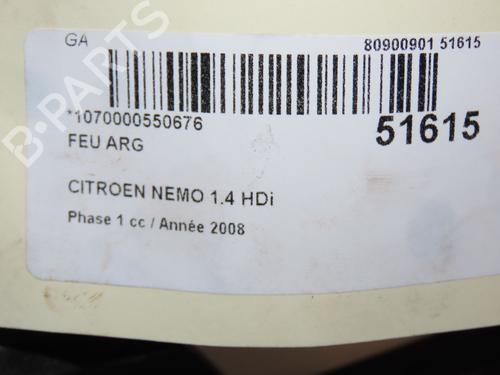 GA
80900901 51615
*1070000550676
51615
FEU ARG
CITROEN NEMO 1.4 HDi
Phase 1 cc / Année 2008
B-PARTS